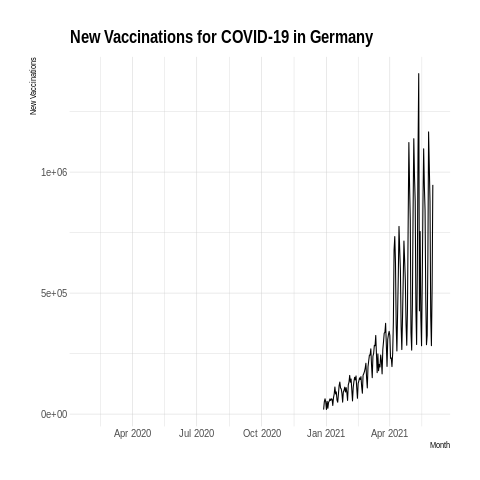 New Vaccinations for COVID-19 in Germany
New Vaccinations
1e+06
5e+05
0e+00
Apr 2020 Jul 2020 Oct 2020 Jan 2021 Apr 2021
Month